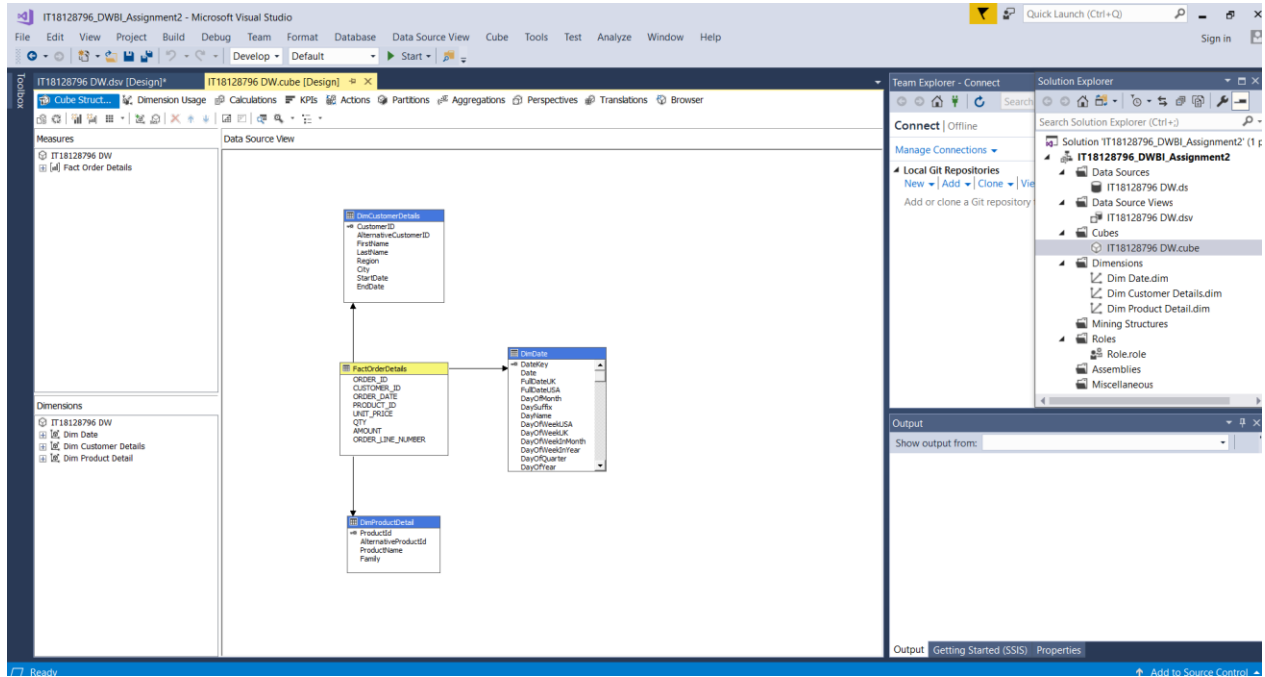 IT18128796_DWBI_Assignment2 - Microsoft Visual Studio
Quick Launch (Ctrl+Q)
File Edit View Project Build Debug Team Format Database Data Source View Cube Tools Test Analyze Window Help
Sign in
Develop Default Start
Toolbox
IT18128796 DW.dsv [Design]* IT18128796 DW.cube [Design]
Cube Struct... Dimension Usage Calculations KPIs Actions Partitions Aggregations Perspectives Translations Browser
Measures
IT18128796 DW
Fact Order Details
Dimensions
IT18128796 DW
Dim Date
Dim Customer Details
Dim Product Detail
Data Source View
DimCustomerDetails
CustomerID
AlternativeCustomerID
FirstName
LastName
Region
City
StartDate
EndDate
FactOrderDetails
ORDER_ID
CUSTOMER_ID
ORDER_DATE
PRODUCT_ID
UNIT_PRICE
QTY
AMOUNT
ORDER_LINE_NUMBER
DimDate
DateKey
Date
FullDateUK
FullDateUSA
DayOfMonth
DaySuffix
DayName
DayOfWeekUSA
DayOfWeekUK
DayOfWeekInMonth
DayOfWeekInYear
DayOfQuarter
DayOfYear
DimProductDetail
ProductId
AlternativeProductId
ProductName
Family
Team Explorer - Connect
Search
Connect | Offline
Manage Connections
Local Git Repositories
New Add Clone Vie
Add or clone a Git repository
Solution Explorer
Search Solution Explorer (Ctrl+;)
Solution 'IT18128796_DWBI_Assignment2' (1 p
IT18128796_DWBI_Assignment2
Data Sources
IT18128796 DW.ds
Data Source Views
IT18128796 DW.dsv
Cubes
IT18128796 DW.cube
Dimensions
Dim Date.dim
Dim Customer Details.dim
Dim Product Detail.dim
Mining Structures
Roles
Role.role
Assemblies
Miscellaneous
Output
Show output from:
Output Getting Started (SSIS) Properties
Ready
Add to Source Control